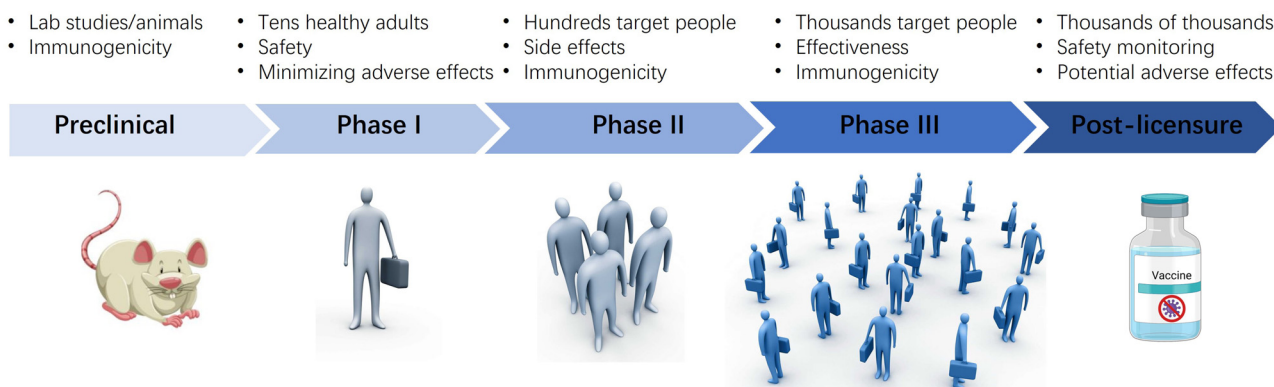 • Lab studies/animals
• Immunogenicity
• Tens healthy adults
• Safety
• Minimizing adverse effects
• Hundreds target people
• Side effects
• Immunogenicity
• Thousands target people
• Effectiveness
• Immunogenicity
• Thousands of thousands
• Safety monitoring
• Potential adverse effects
Preclinical
Phase I
Phase II
Phase III
Post-licensure
Vaccine